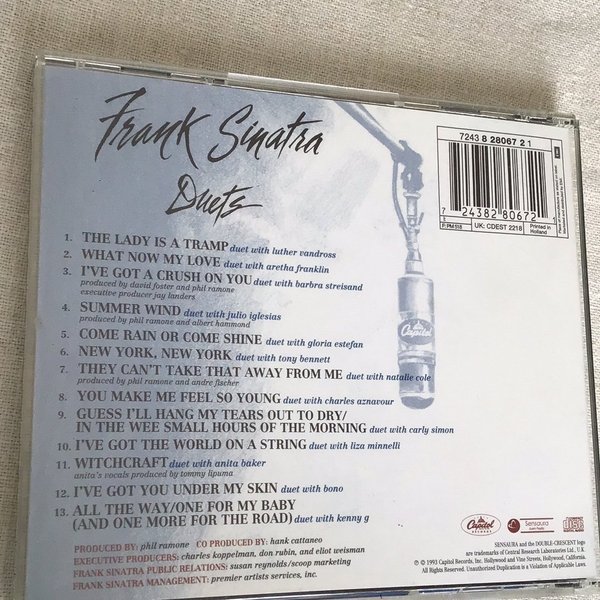 Frank Sinatra
Duets
7243 8 28067 2 1
24382 80672
F: PM 518
UK: CDEST 2218
Printed in
Holland
1. THE LADY IS A TRAMP duet with luther vandross
2. WHAT NOW MY LOVE duet with aretha franklin
3. I'VE GOT A CRUSH ON YOU duet with barbra streisand
produced by david foster and phil ramone
executive producer jay landers
4. SUMMER WIND duet with julio iglesias
produced by phil ramone and albert hammond
5. COME RAIN OR COME SHINE duet with gloria estefan
6. NEW YORK, NEW YORK duet with tony bennett
7. THEY CAN'T TAKE THAT AWAY FROM ME duet with natalie cole
produced by phil ramone and andre fischer
8. YOU MAKE ME FEEL SO YOUNG duet with charles aznavour
9. GUESS I'LL HANG MY TEARS OUT TO DRY/
IN THE WEE SMALL HOURS OF THE MORNING duet with carly simon
10. I'VE GOT THE WORLD ON A STRING duet with liza minnelli
11. WITCHCRAFT duet with anita baker
anita's vocals produced by tommy lipuma
12. I'VE GOT YOU UNDER MY SKIN duet with bono
13. ALL THE WAY/ONE FOR MY BABY
(AND ONE MORE FOR THE ROAD) duet with kenny g
PRODUCED BY: phil ramone CO PRODUCED BY: hank cattaneo
EXECUTIVE PRODUCERS: charles koppelman, don rubin, and eliot weisman
FRANK SINATRA PUBLIC RELATIONS: susan reynolds/scoop marketing
FRANK SINATRA MANAGEMENT: premier artists services, inc.
Capitol
Capitol
Sensaura
SENSAURA and the DOUBLE-CRESCENT logo
are trademarks of Central Research Laboratories Ltd., U.K.
© 1993 Capitol Records, Inc. Hollywood and Vine Streets, Hollywood, California.
All Rights Reserved. Unauthorized Duplication is a Violation of Applicable Laws.